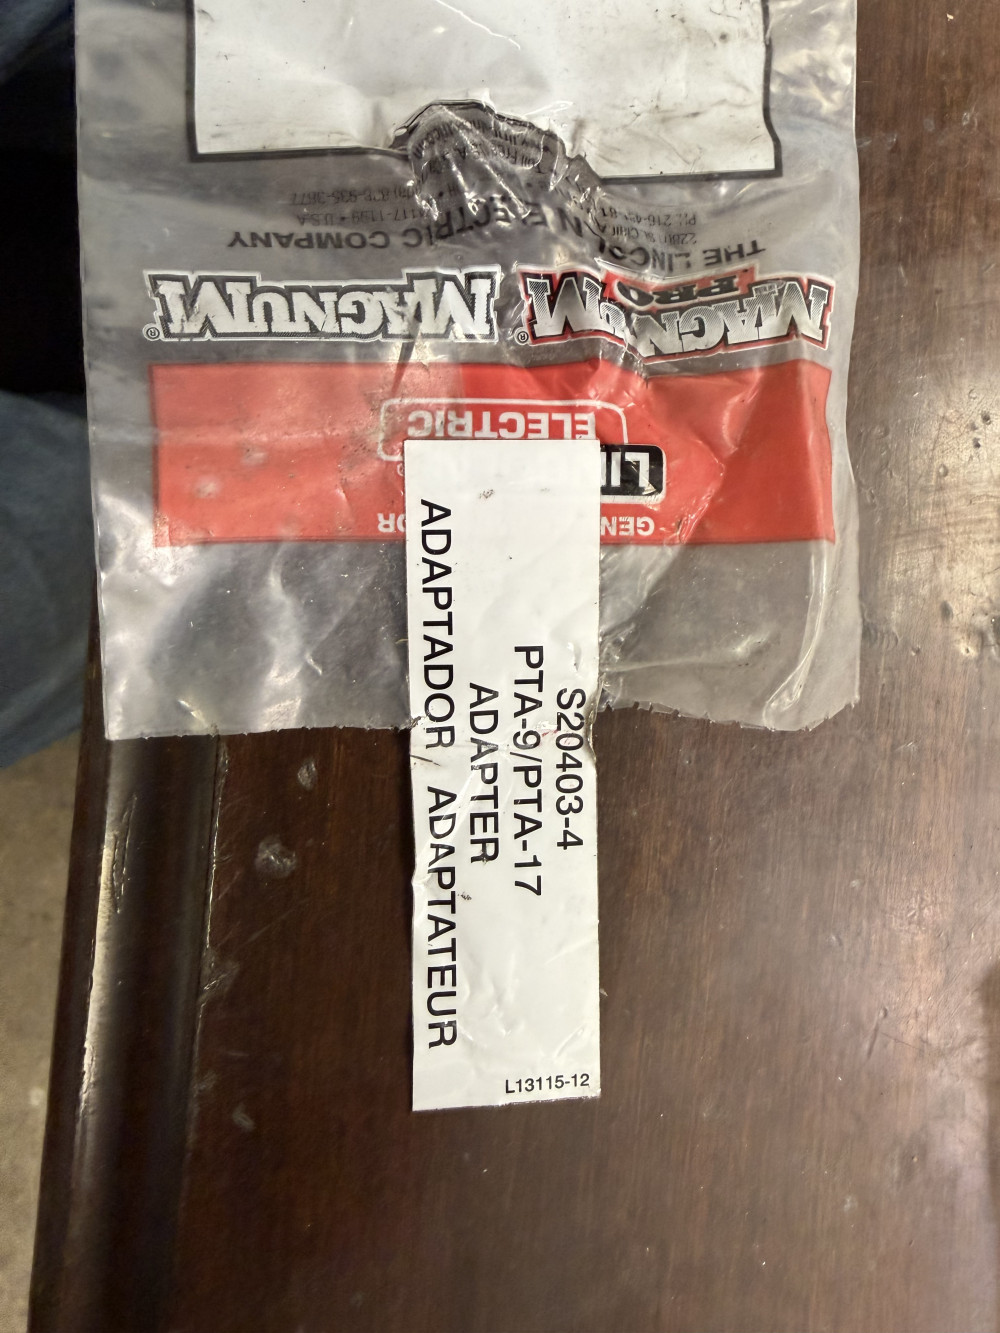 S20403-4
PTA-9/PTA-17
ADAPTER
ADAPTADOR ADAPTATEUR
L13115-12
ELECTRIC
MAGNUM PRO®
MAGNUM®
THE LINCOLN ELECTRIC COMPANY
U.S.A.